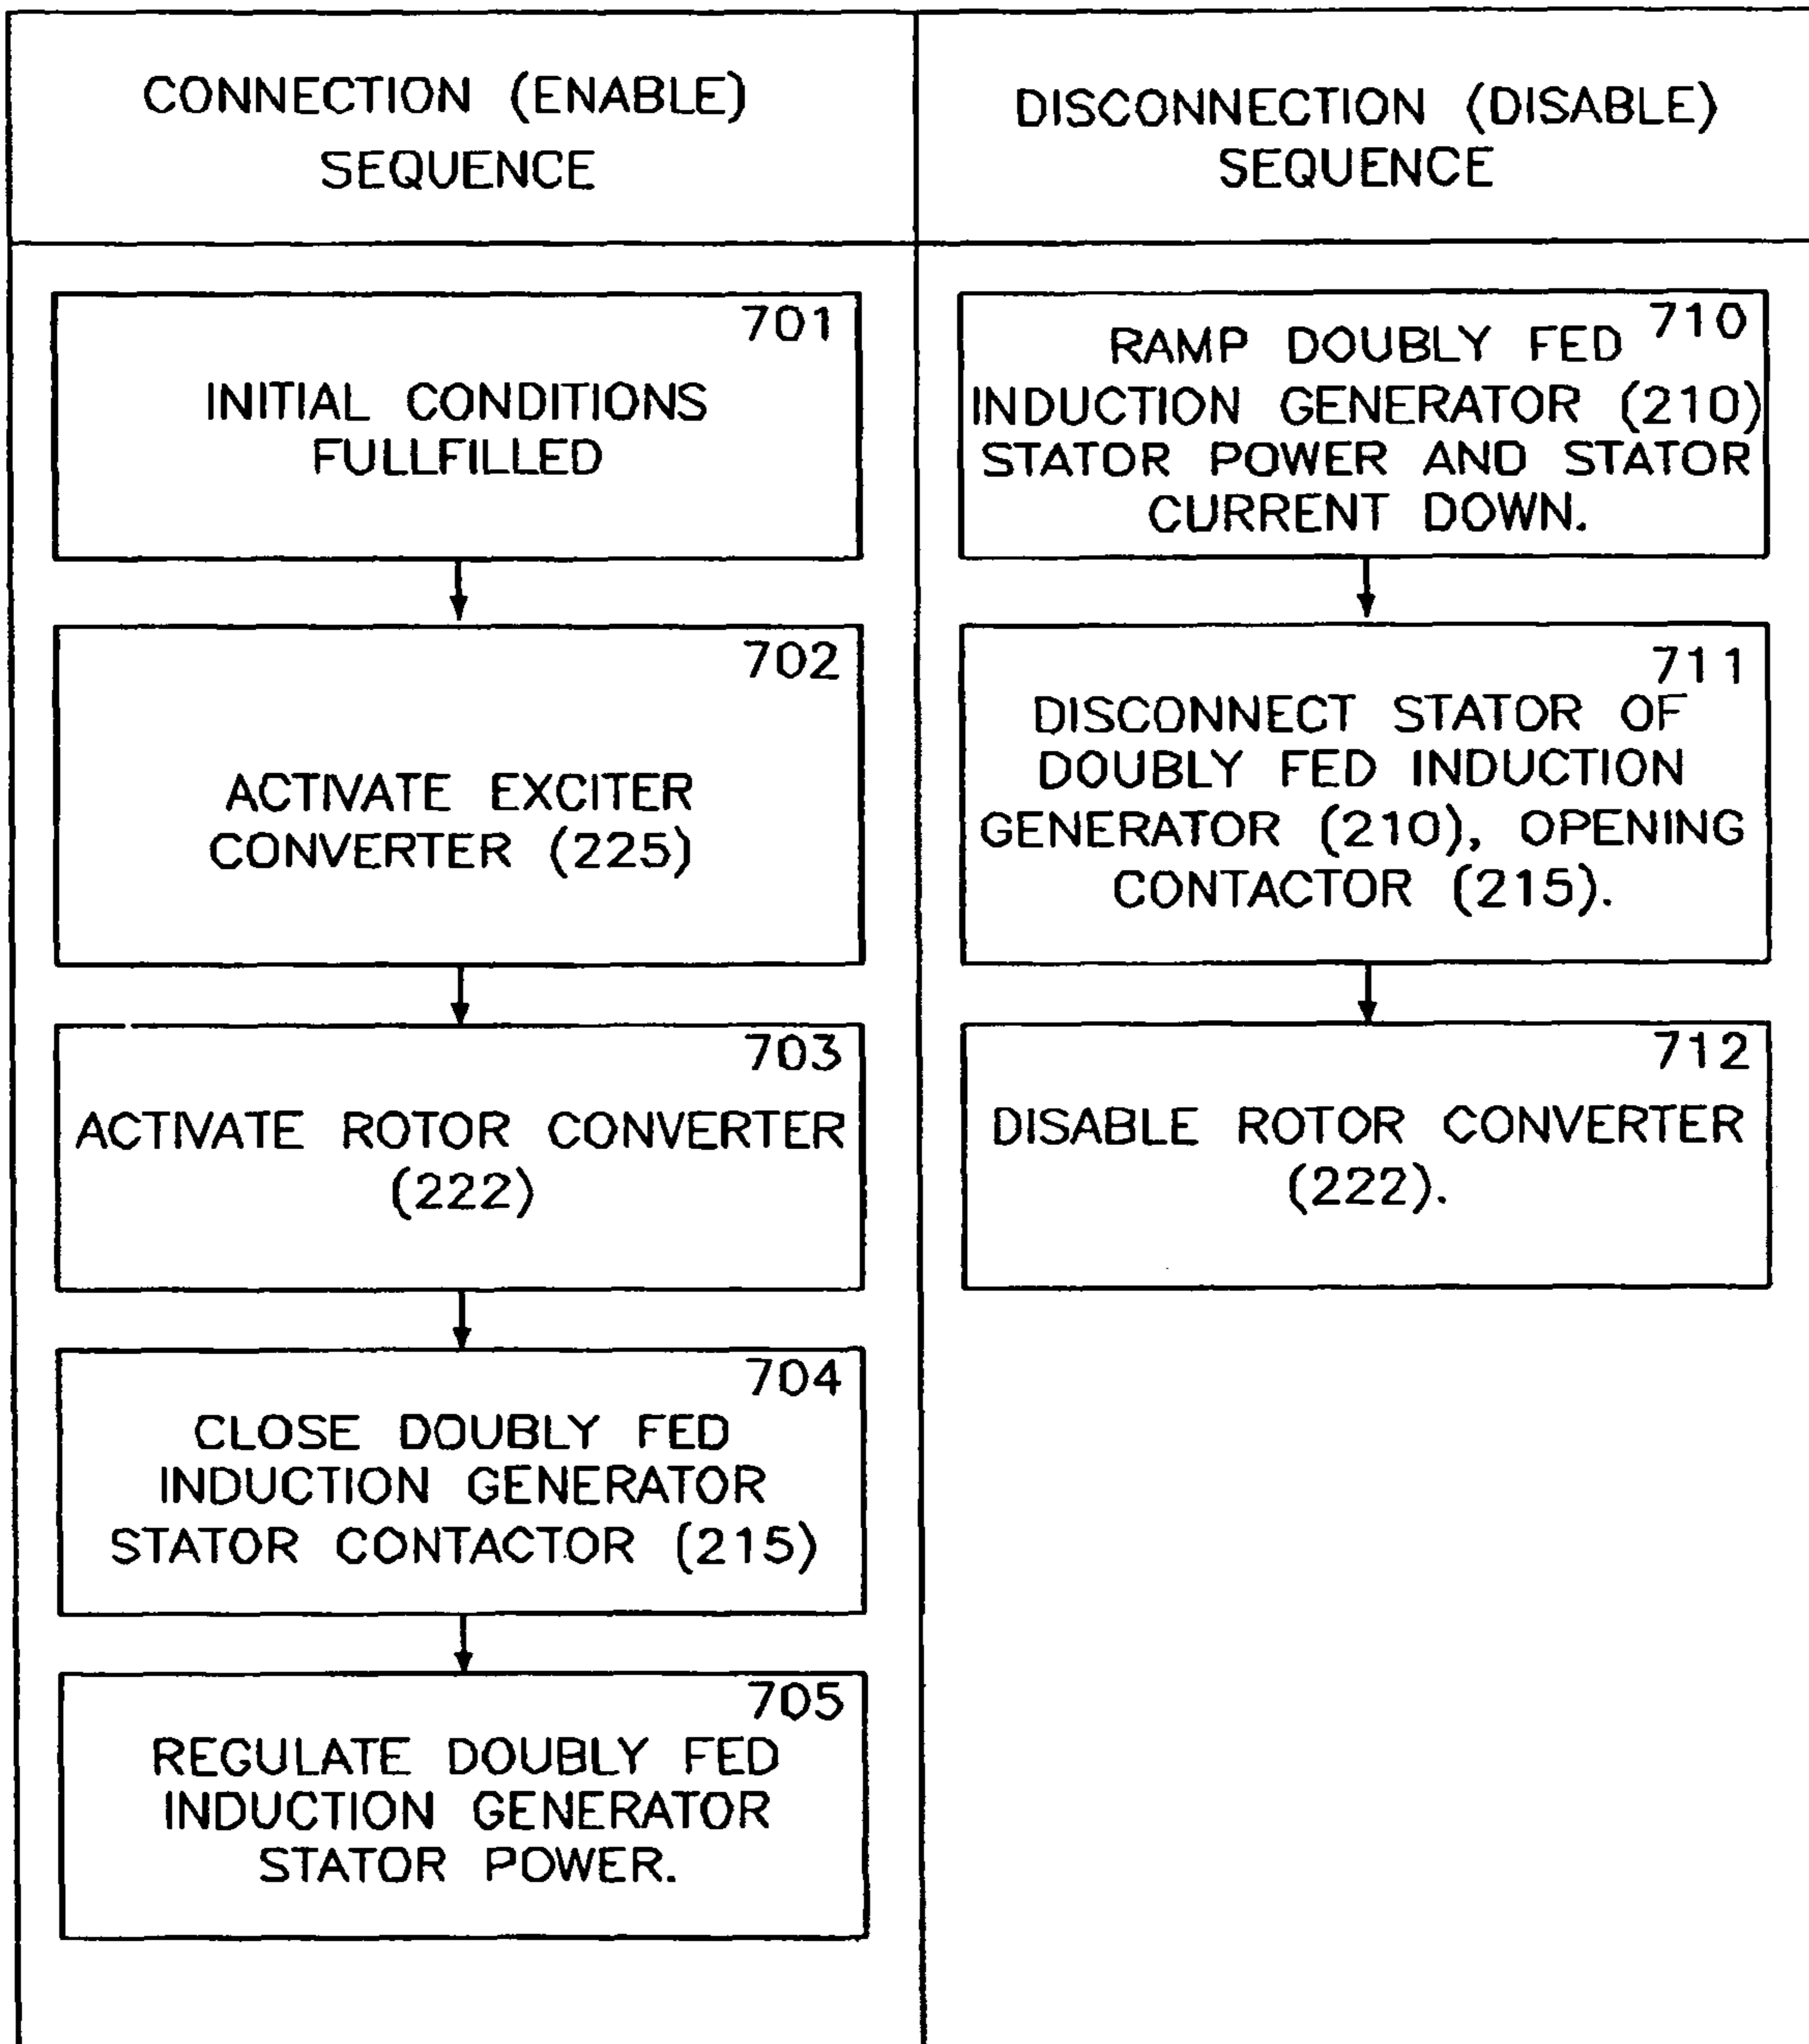 CONNECTION (ENABLE)
SEQUENCE
701
INITIAL CONDITIONS
FULLFILLED
702
ACTIVATE EXCITER
CONVERTER (225)
703
ACTIVATE ROTOR CONVERTER
(222)
704
CLOSE DOUBLY FED
INDUCTION GENERATOR
STATOR CONTACTOR (215)
705
REGULATE DOUBLY FED
INDUCTION GENERATOR
STATOR POWER.
DISCONNECTION (DISABLE)
SEQUENCE
710
RAMP DOUBLY FED
INDUCTION GENERATOR (210)
STATOR POWER AND STATOR
CURRENT DOWN.
711
DISCONNECT STATOR OF
DOUBLY FED INDUCTION
GENERATOR (210), OPENING
CONTACTOR (215).
712
DISABLE ROTOR CONVERTER
(222).